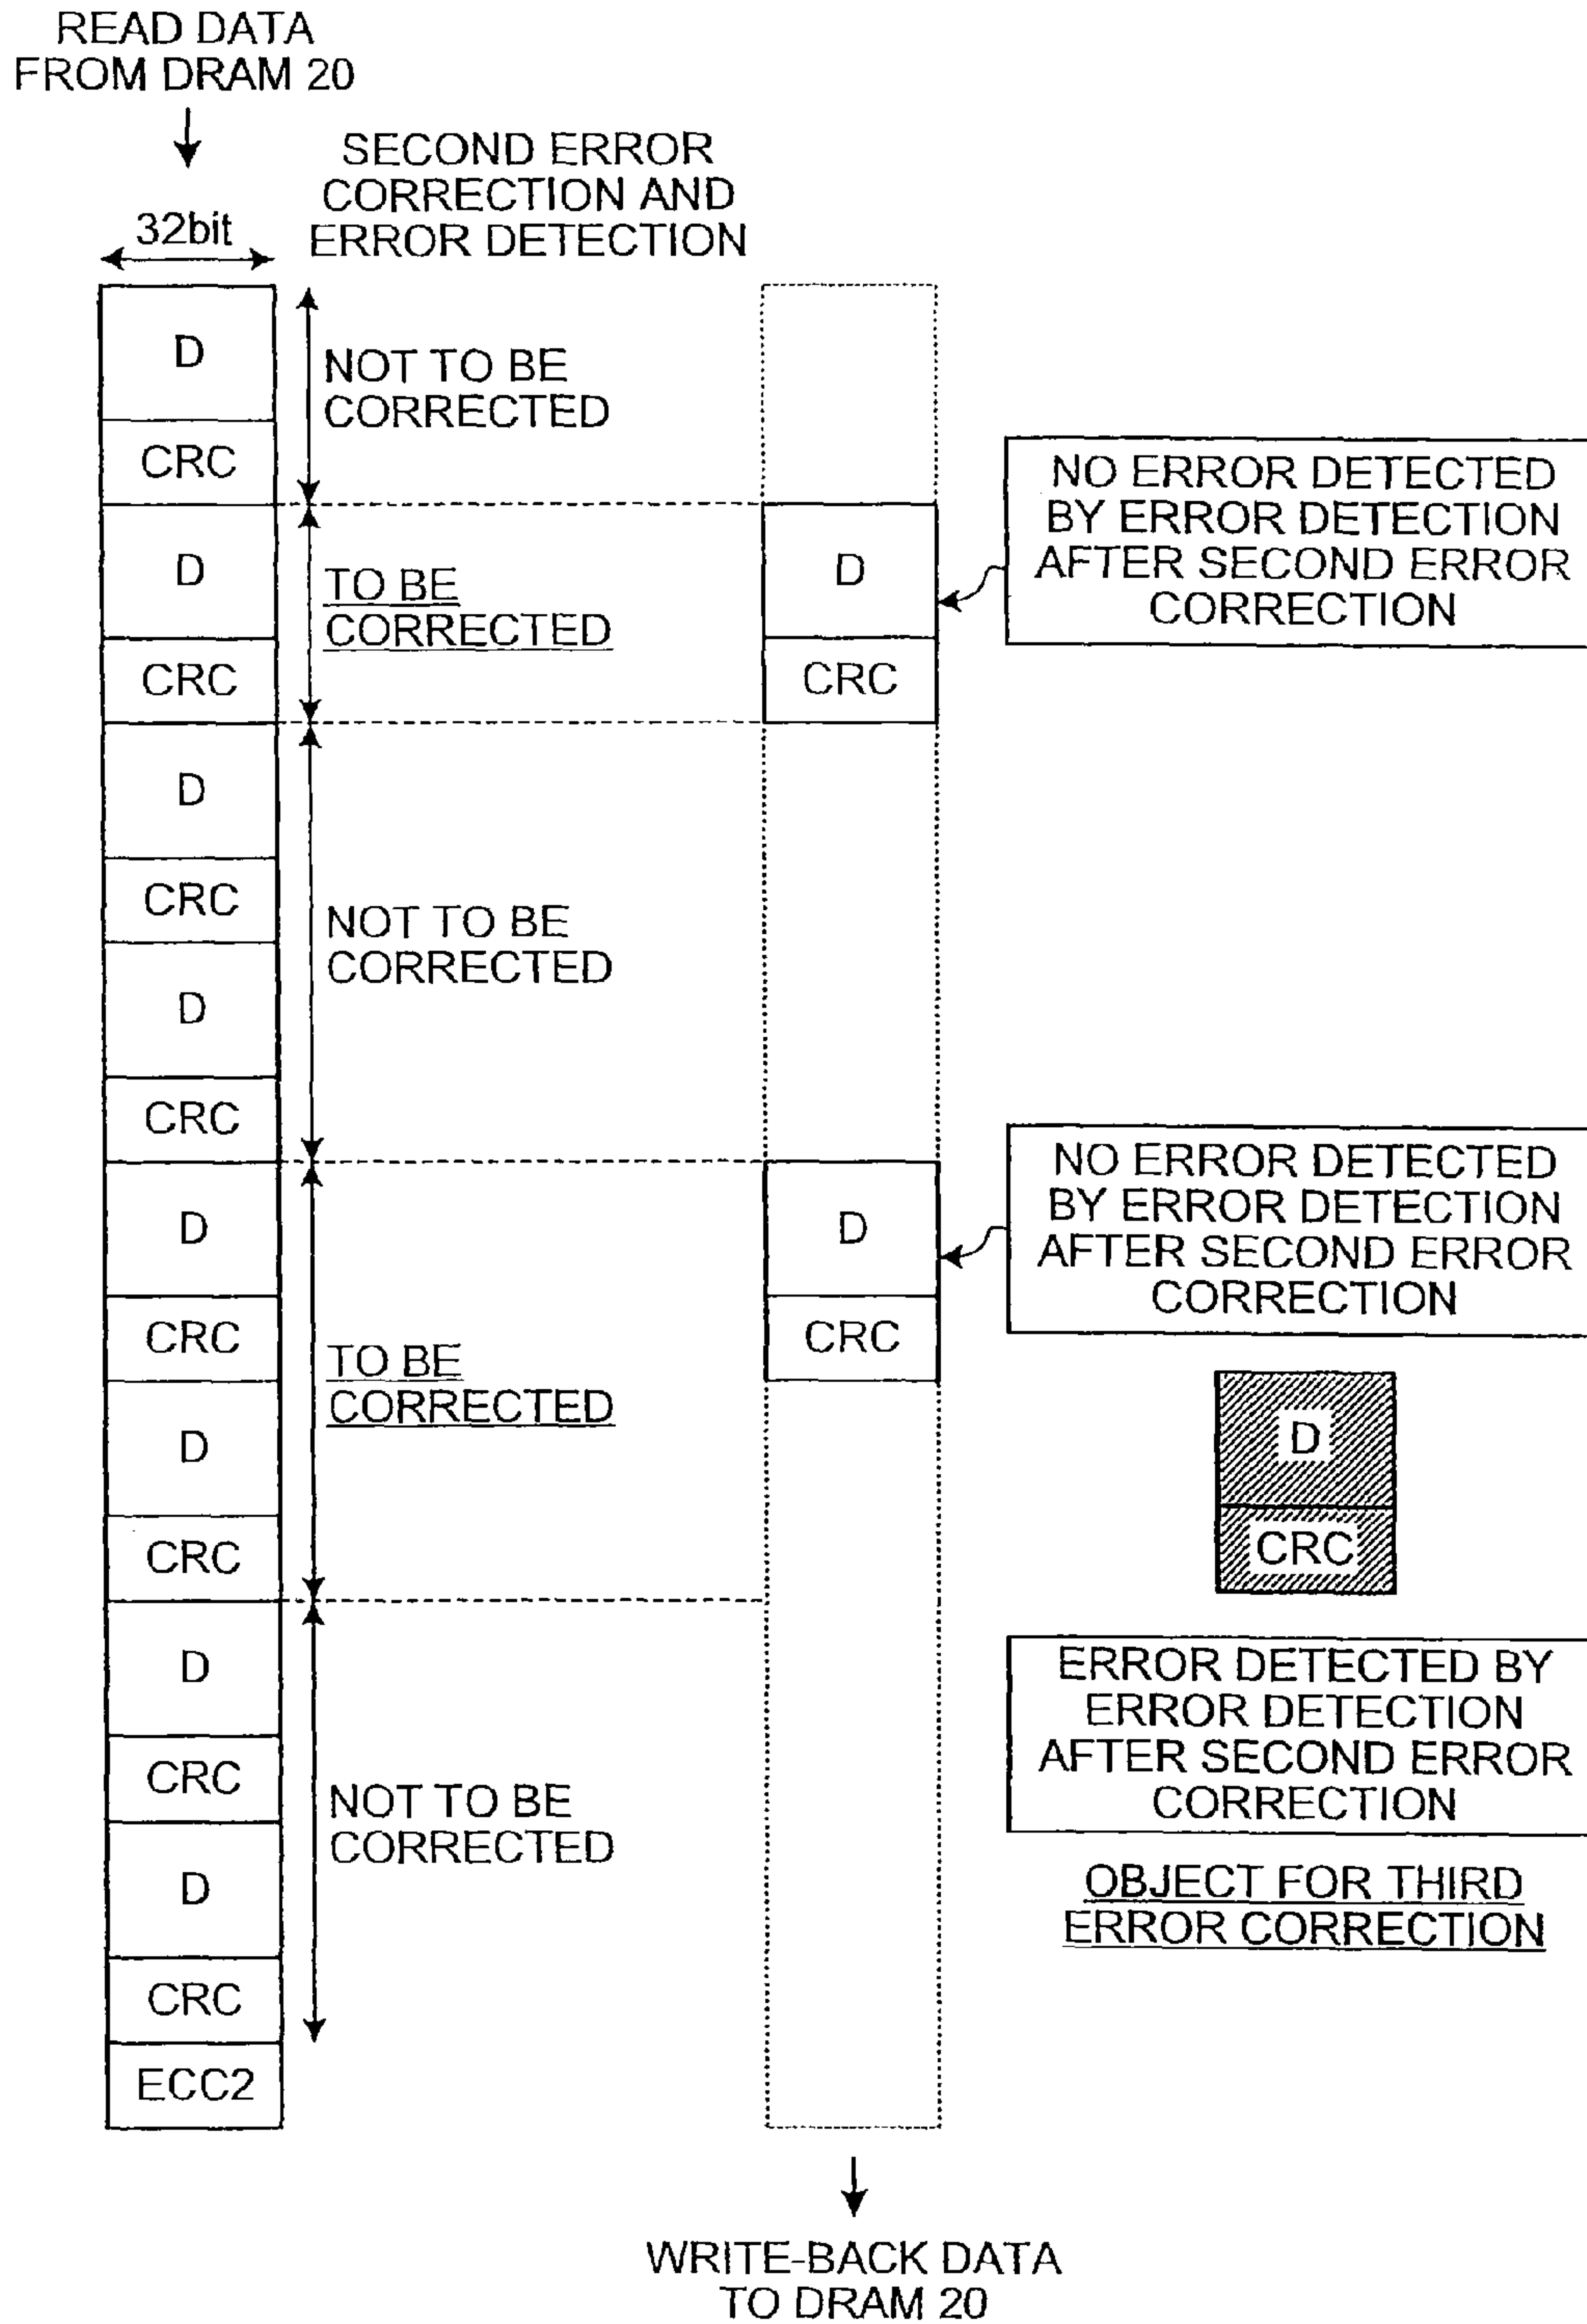 READ DATA
FROM DRAM 20
SECOND ERROR
CORRECTION AND
ERROR DETECTION
32bit
D
NOT TO BE
CORRECTED
CRC
NO ERROR DETECTED
BY ERROR DETECTION
AFTER SECOND ERROR
CORRECTION
D
TO BE
CORRECTED
D
CRC
CRC
D
CRC
NOT TO BE
CORRECTED
D
CRC
NO ERROR DETECTED
BY ERROR DETECTION
AFTER SECOND ERROR
CORRECTION
D
D
CRC
CRC
TO BE
CORRECTED
D
D
CRC
CRC
D
ERROR DETECTED BY
ERROR DETECTION
AFTER SECOND ERROR
CORRECTION
CRC
NOT TO BE
CORRECTED
D
OBJECT FOR THIRD
ERROR CORRECTION
CRC
ECC2
WRITE-BACK DATA
TO DRAM 20